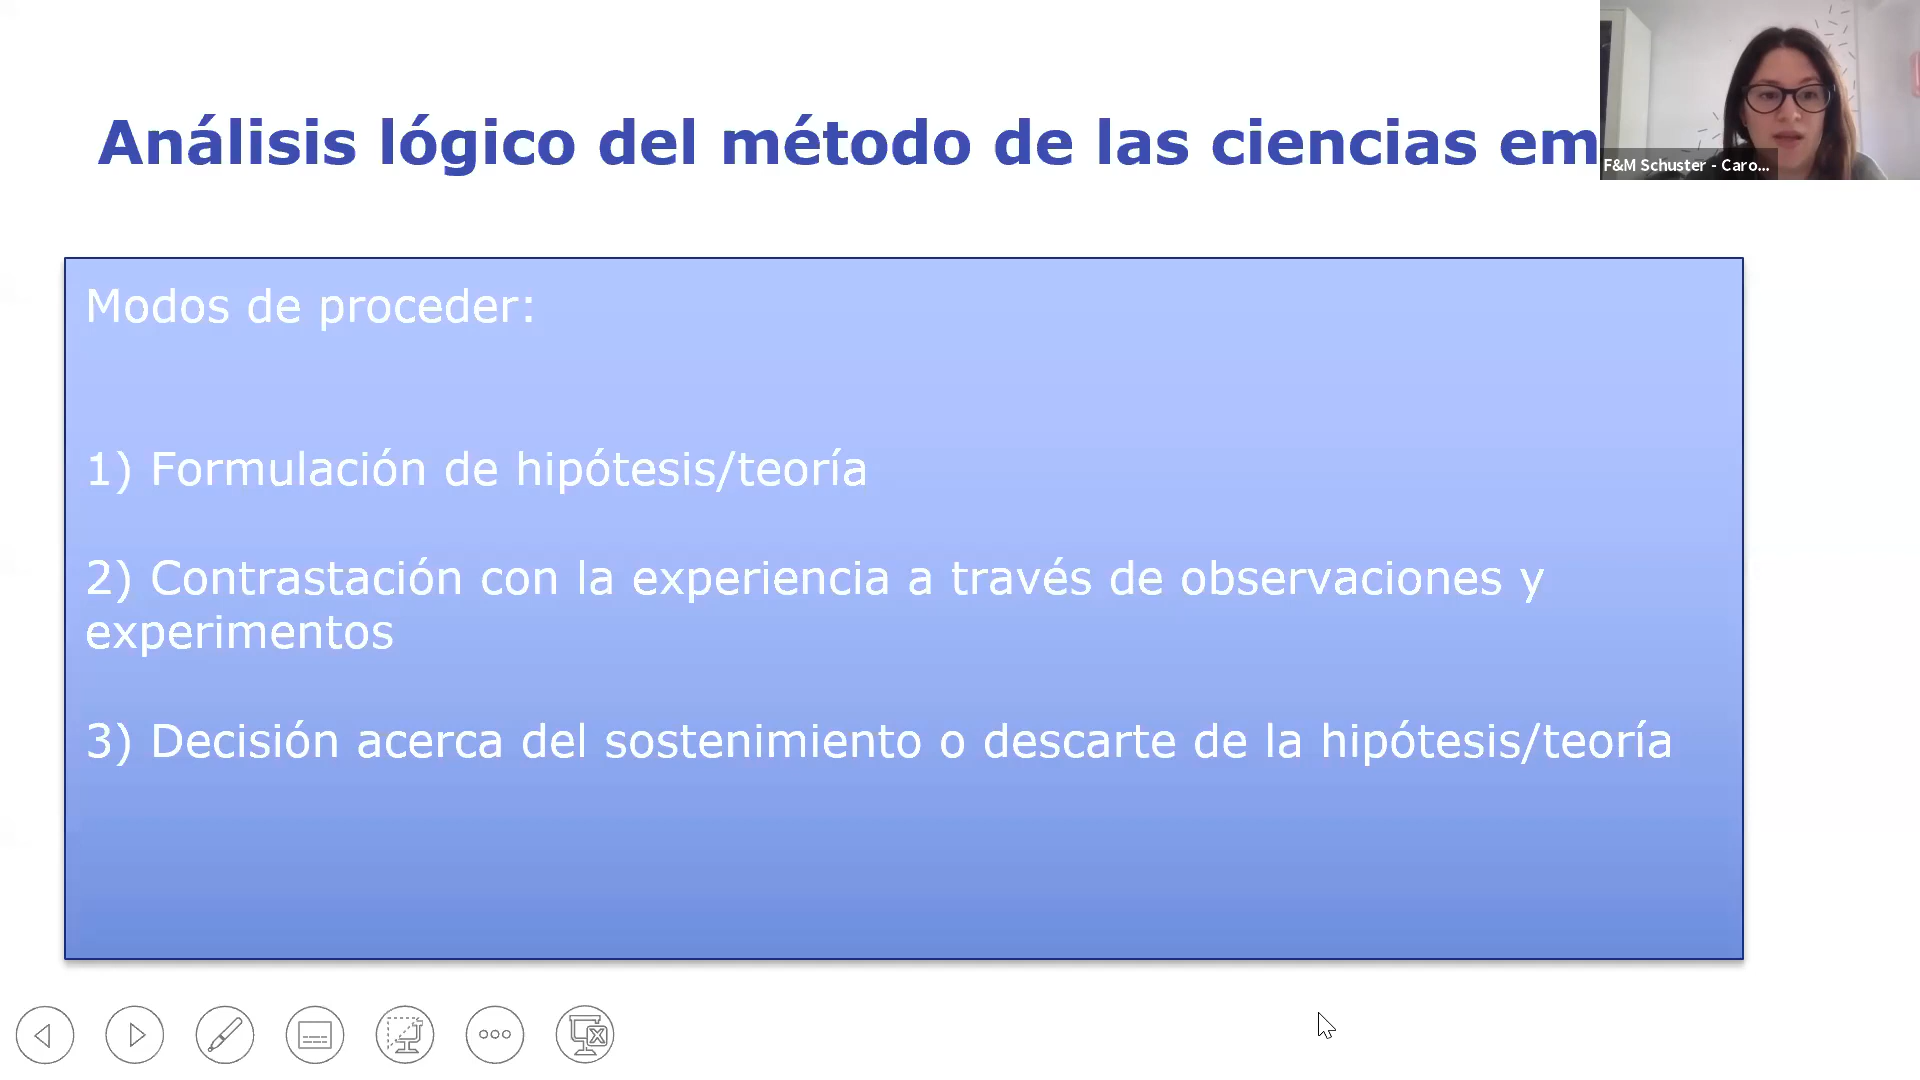 Análisis lógico del método de las ciencias em
F&M Schuster - Caro...
Modos de proceder:
1) Formulación de hipótesis/teoría
2) Contrastación con la experiencia a través de observaciones y
experimentos
3) Decisión acerca del sostenimiento o descarte de la hipótesis/teoría